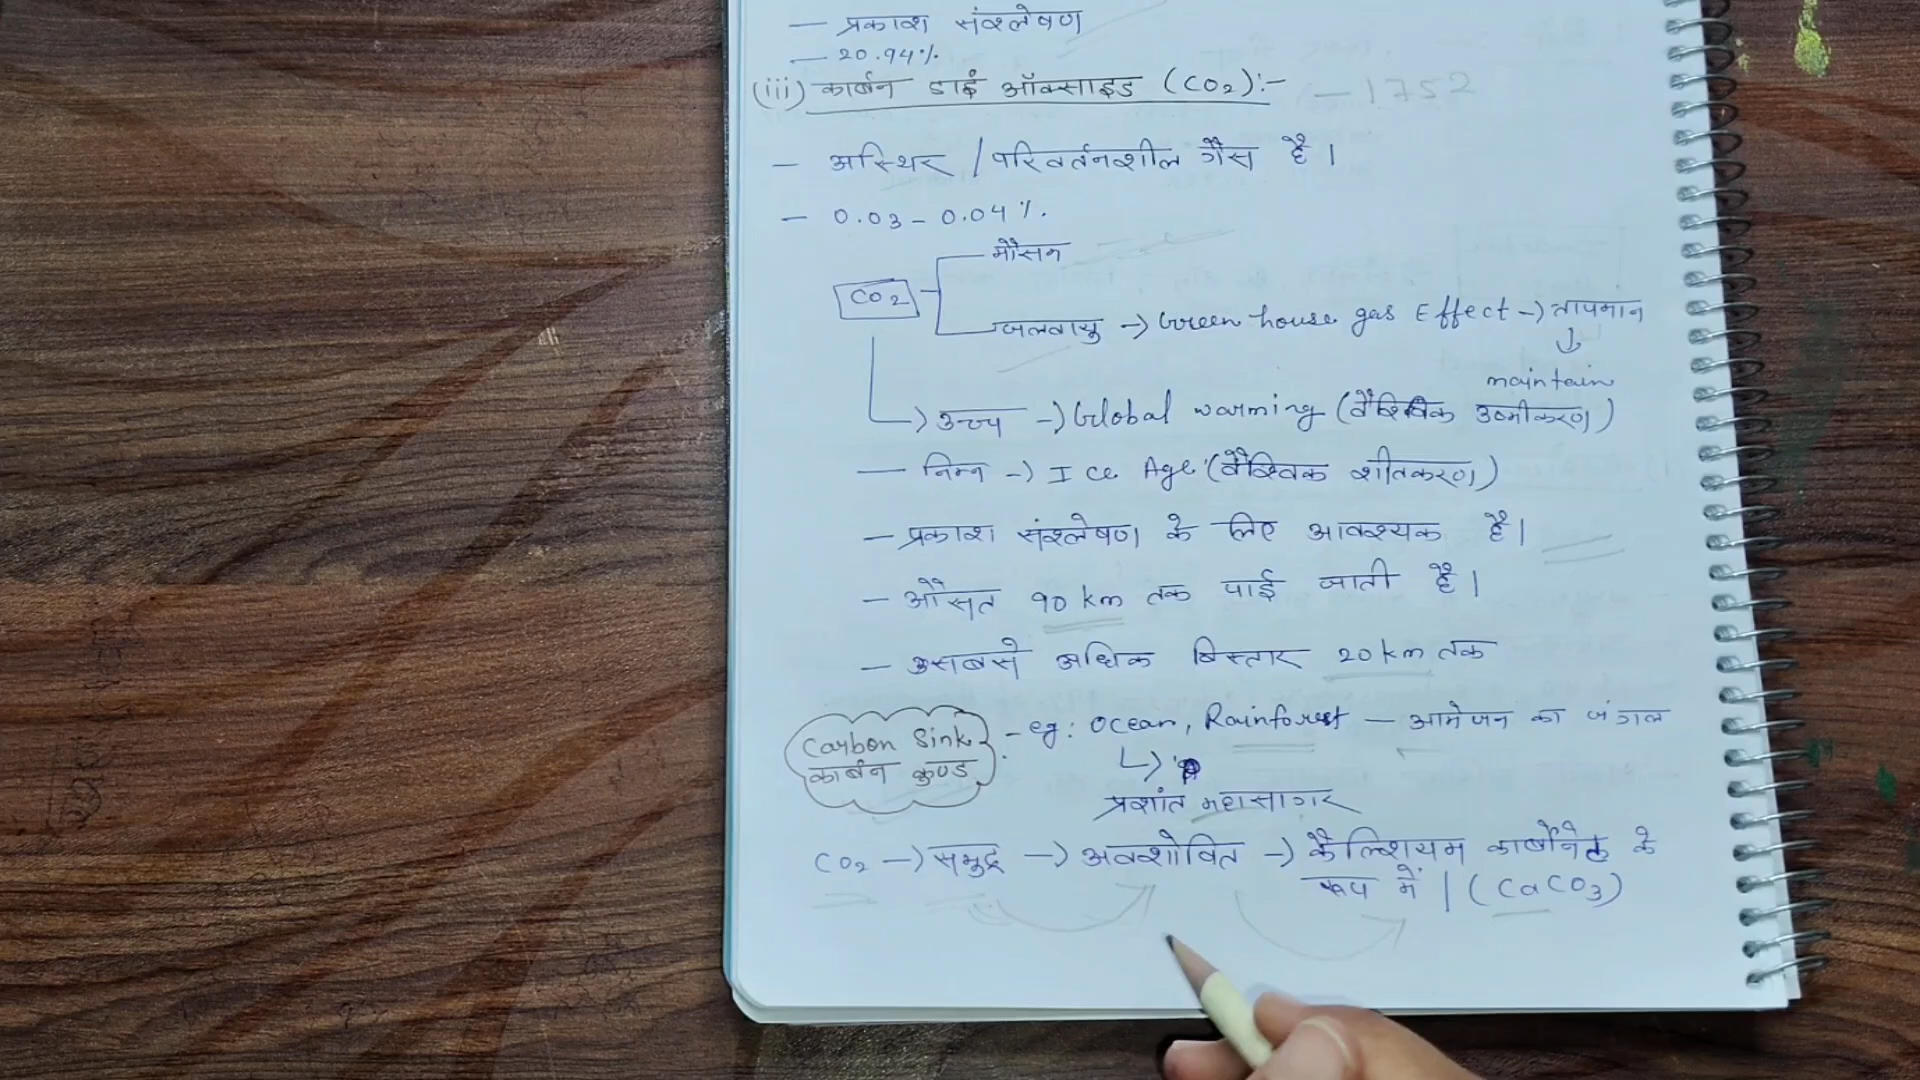 — प्रकाश संश्लेषण
— 20.94%
(iii) कार्बन डाई ऑक्साइड (CO2):- — 1752
- अस्थिर / परिवर्तनशील गैस है।
- 0.03 - 0.04%.
मौसम
CO2
जलवायु -> Green house gas Effect -> तापमान
↓
maintain
-> उच्च -> Global warming (वैश्विक उष्मीकरण)
— निम्न -> Ice Age (वैश्विक शीतकरण)
- प्रकाश संश्लेषण के लिए आवश्यक है।
- औसत 90 km तक पाई जाती है।
- सबसे अधिक विस्तार 20 km तक
Carbon Sink - eg: Ocean, Rainforest — आमेजन का जंगल
कार्बन कुण्ड
प्रशांत महासागर
CO2 -> समुद्र -> अवशोषित -> कैल्शियम कार्बोनेट के
रूप में | (CaCO3)